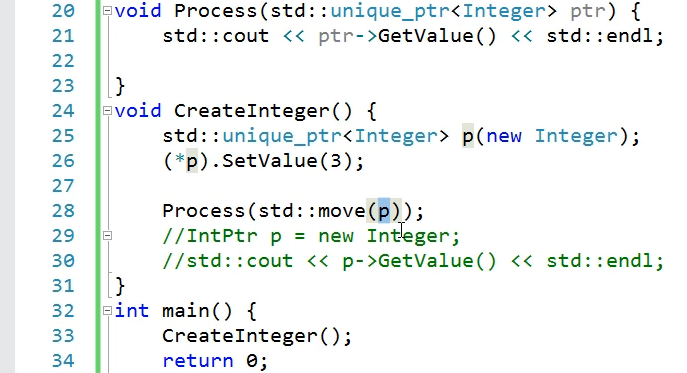 20 void Process(std::unique_ptr<Integer> ptr) {
21 std::cout << ptr->GetValue() << std::endl;
22
23 }
24 void CreateInteger() {
25 std::unique_ptr<Integer> p(new Integer);
26 (*p).SetValue(3);
27
28 Process(std::move(p));
29 //IntPtr p = new Integer;
30 //std::cout << p->GetValue() << std::endl;
31 }
32 int main() {
33 CreateInteger();
34 return 0;